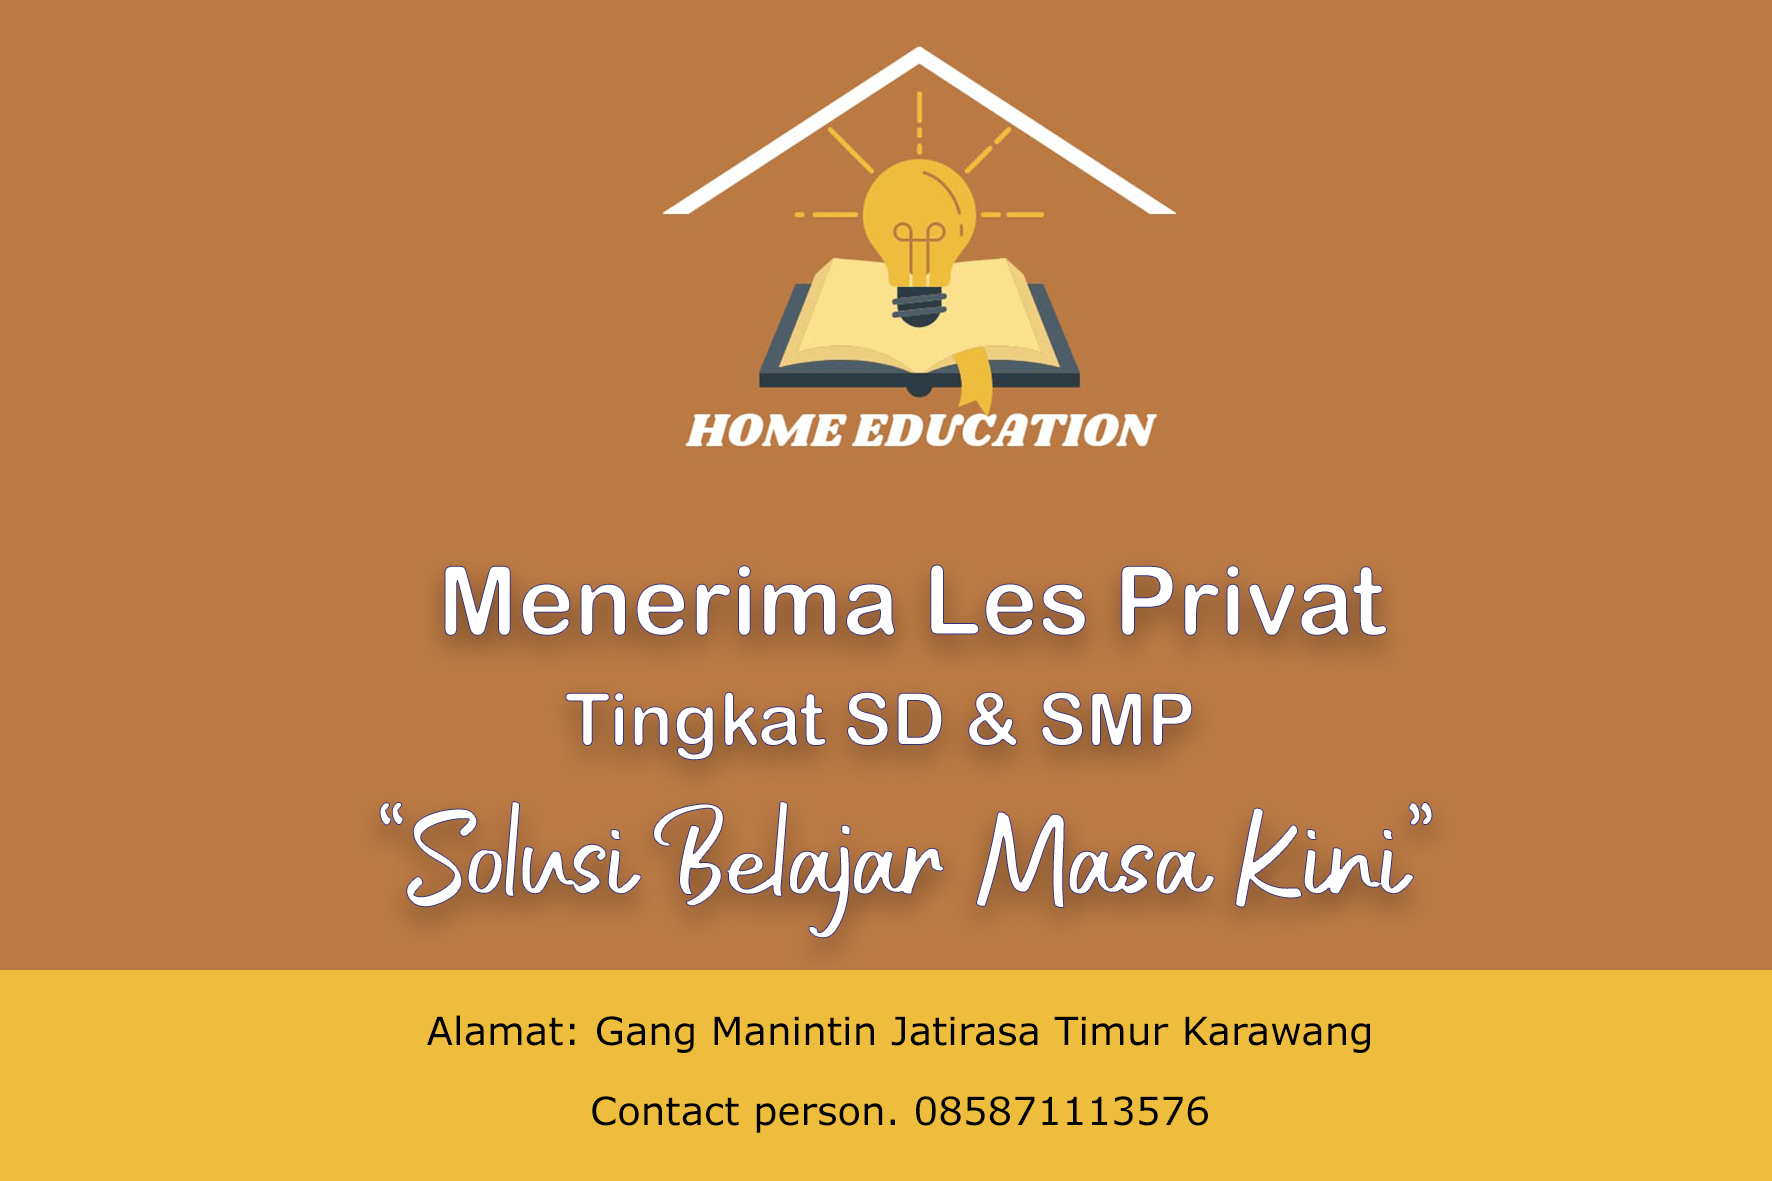 HOME EDUCATION
Menerima Les Privat
Tingkat SD & SMP
“Solusi Belajar Masa Kini”
Alamat: Gang Manintin Jatirasa Timur Karawang
Contact person. 085871113576